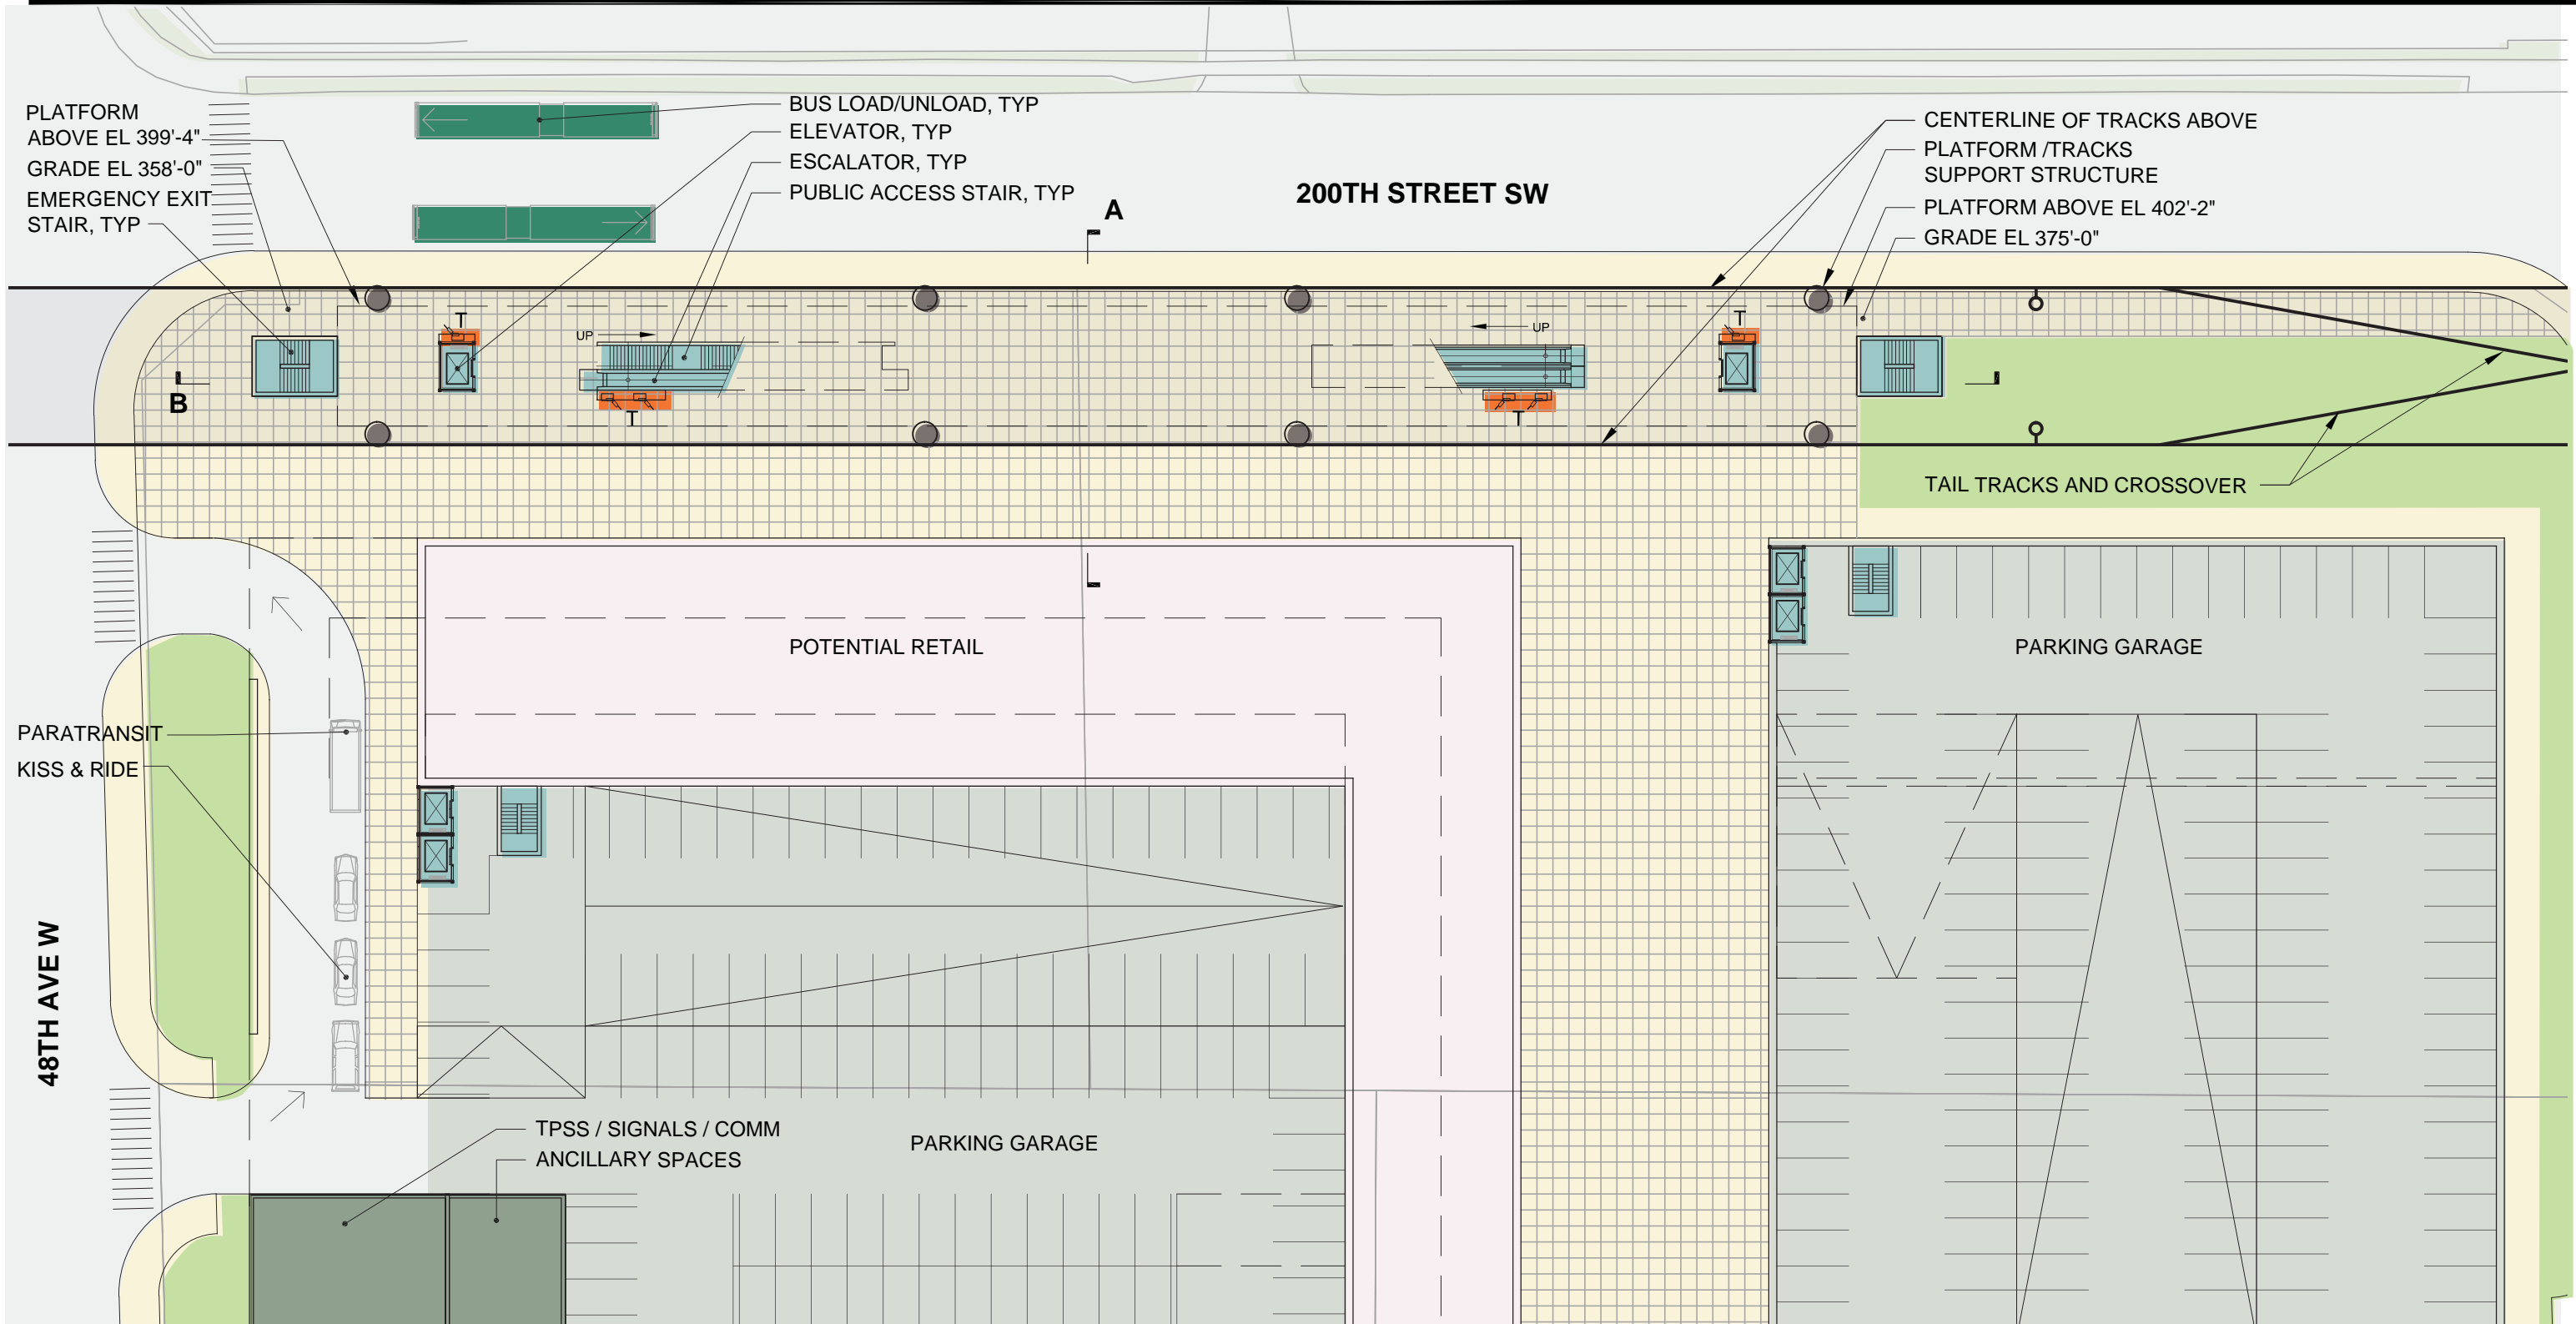 PLATFORM
ABOVE EL 399'-4"
GRADE EL 358'-0"
EMERGENCY EXIT
STAIR, TYP
BUS LOAD/UNLOAD, TYP
ELEVATOR, TYP
ESCALATOR, TYP
PUBLIC ACCESS STAIR, TYP
A
200TH STREET SW
CENTERLINE OF TRACKS ABOVE
PLATFORM /TRACKS
SUPPORT STRUCTURE
PLATFORM ABOVE EL 402'-2"
GRADE EL 375'-0"
T
UP
UP
T
B
T
T
TAIL TRACKS AND CROSSOVER
POTENTIAL RETAIL
PARKING GARAGE
PARATRANSIT
KISS & RIDE
48TH AVE W
TPSS / SIGNALS / COMM
ANCILLARY SPACES
PARKING GARAGE